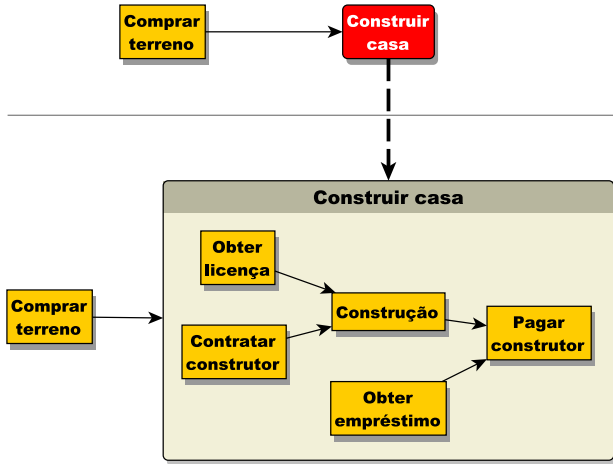 Comprar
terreno
Construir
casa
Construir casa
Obter
licença
Comprar
terreno
Construção
Contratar
construtor
Pagar
construtor
Obter
empréstimo